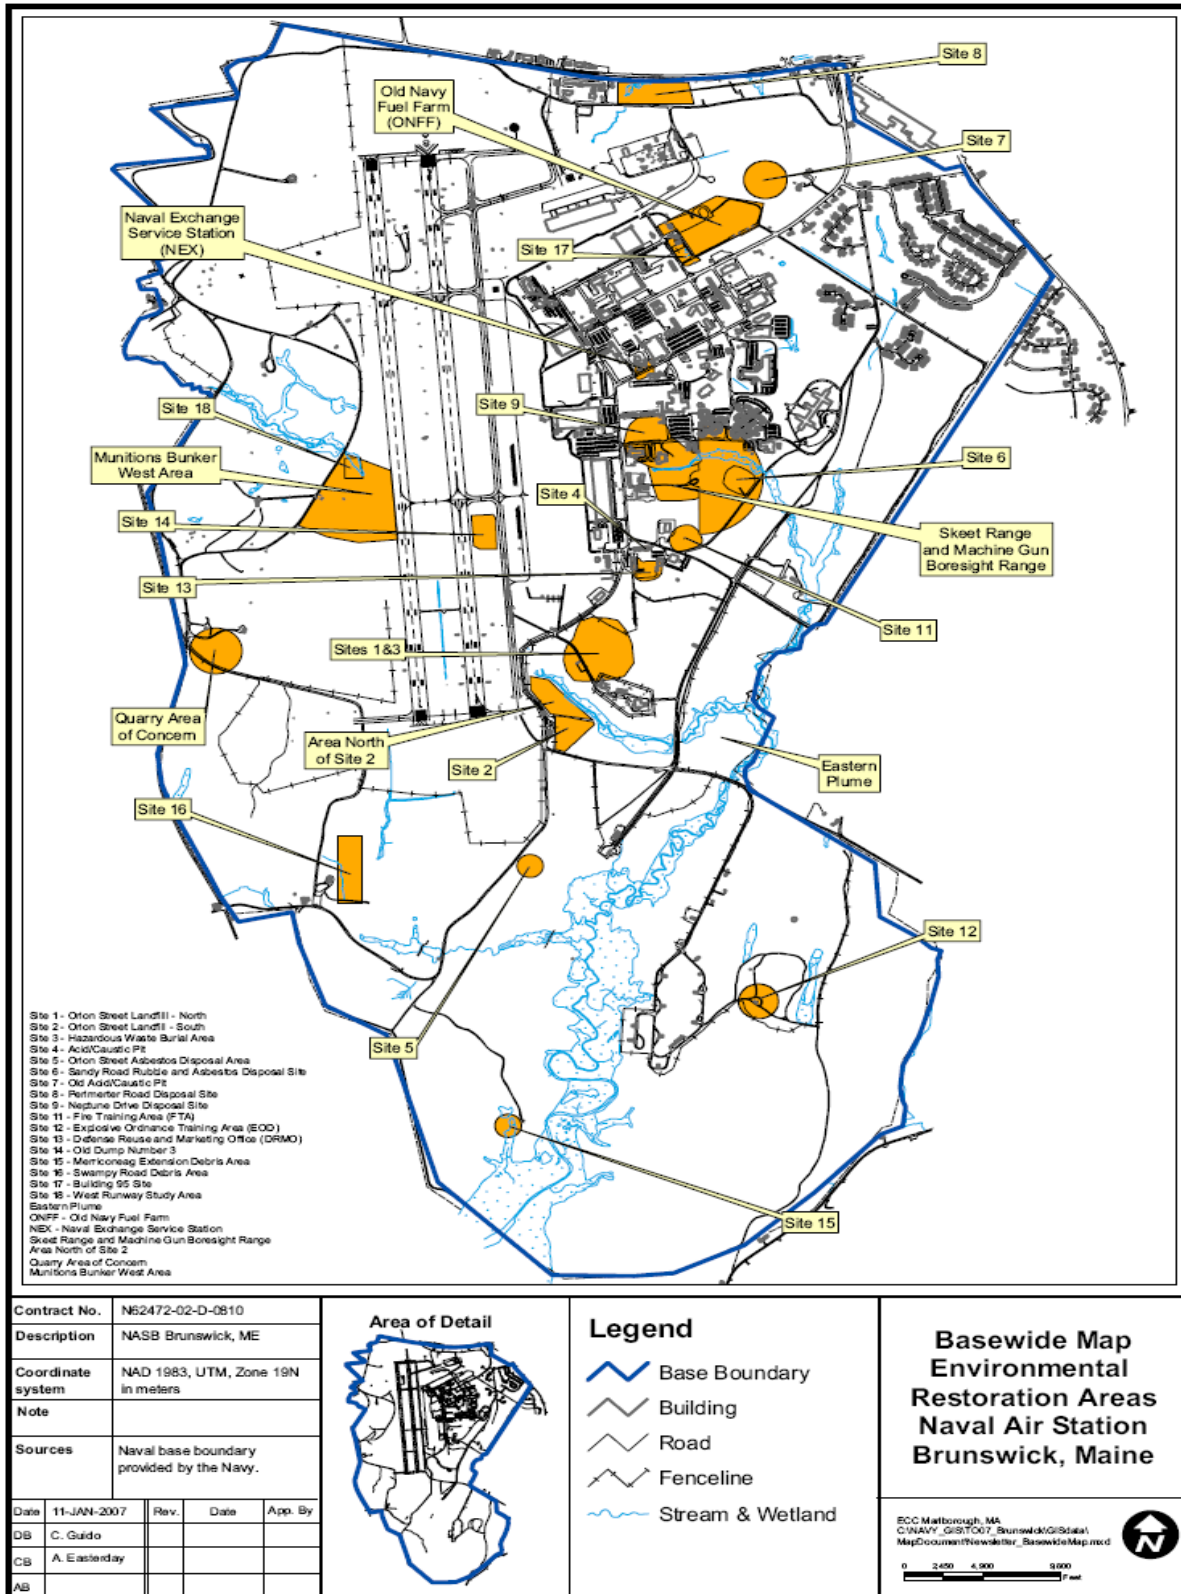 Site 8
Old Navy
Fuel Farm
(ONFF)
Site 7
Naval Exchange
Service Station
(NEX)
Site 17
Site 18
Site 9
Munitions Bunker
West Area
Site 6
Site 4
Site 14
Skeet Range
and Machine Gun
Boresight Range
Site 13
Site 11
Sites 1&3
Quarry Area
of Concern
Area North
of Site 2
Site 2
Eastern
Plume
Site 16
Site 12
Site 5
Site 15
Site 1 - Orion Street Landfill - North
Site 2 - Orion Street Landfill - South
Site 3 - Hazardous Waste Burial Area
Site 4 - Acid/Caustic Pit
Site 5 - Orion Street Asbestos Disposal Area
Site 6 - Sandy Road Rubble and Asbestos Disposal Site
Site 7 - Old Acid/Caustic Pit
Site 8 - Perimeter Road Disposal Site
Site 9 - Neptune Drive Disposal Site
Site 11 - Fire Training Area (FTA)
Site 12 - Explosive Ordnance Training Area (EOD)
Site 13 - Defense Reuse and Marketing Office (DRMO)
Site 14 - Old Dump Number 3
Site 15 - Merriconeag Extension Debris Area
Site 16 - Swampy Road Debris Area
Site 17 - Building 95 Site
Site 18 - West Runway Study Area
Eastern Plume
ONFF - Old Navy Fuel Farm
NEX - Naval Exchange Service Station
Skeet Range and Machine Gun Boresight Range
Area North of Site 2
Quarry Area of Concern
Munitions Bunker West Area
Contract No. N62472-02-D-0810
Description NASB Brunswick, ME
Coordinate system NAD 1983, UTM, Zone 19N in meters
Note
Sources Naval base boundary provided by the Navy.
Date 11-JAN-2007 Rev. Date App. By
DB C. Guido
CB A. Easterday
AB
Area of Detail
Legend
Base Boundary
Building
Road
Fenceline
Stream & Wetland
Basewide Map
Environmental
Restoration Areas
Naval Air Station
Brunswick, Maine
ECC Marlborough, MA
C:\NAVY_GIS\TO07_Brunswick\GISdata\
MapDocument\Newsletter_BasewideMap.mxd
N
0 2,450 4,900 9,800
Feet